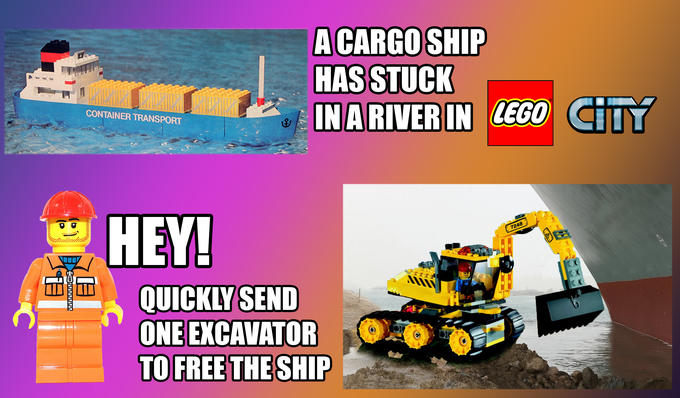 A CARGO SHIP
HAS STUCK
IN A RIVER IN LEGO CITY
CONTAINER TRANSPORT
HEY!
QUICKLY SEND
ONE EXCAVATOR
TO FREE THE SHIP
7248